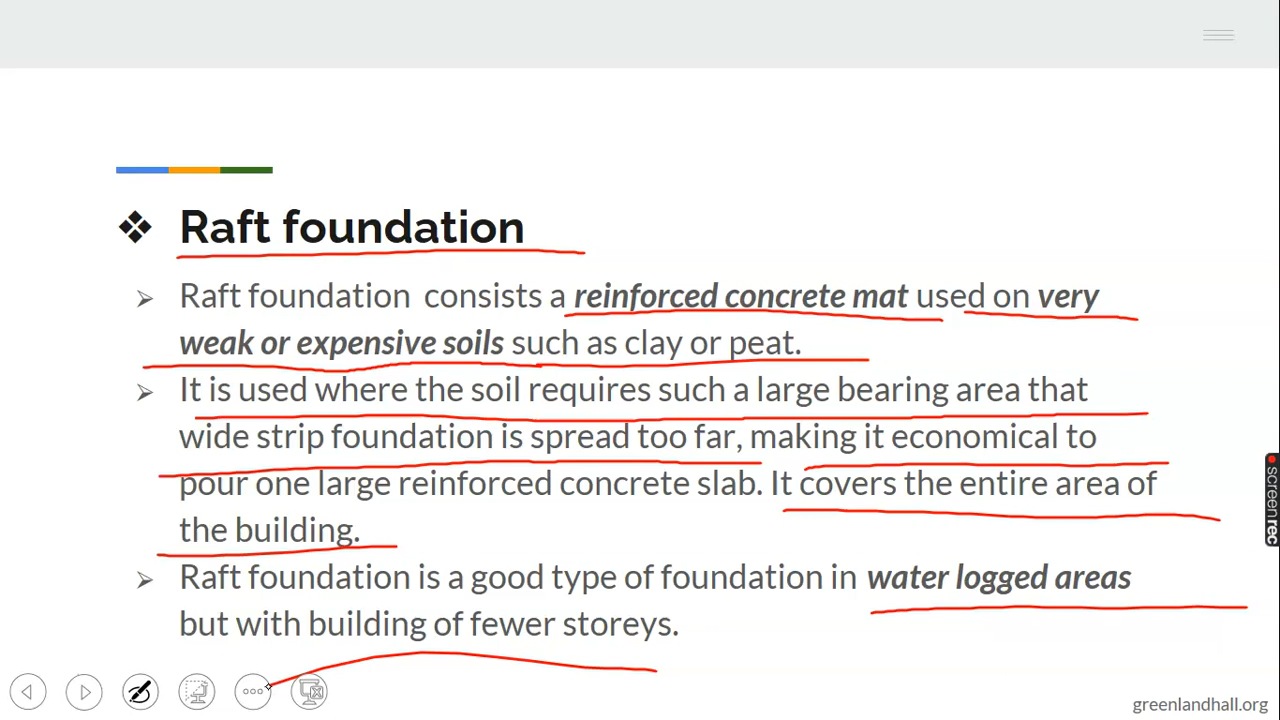 Raft foundation
Raft foundation consists a reinforced concrete mat used on very
weak or expensive soils such as clay or peat.
It is used where the soil requires such a large bearing area that
wide strip foundation is spread too far, making it economical to
pour one large reinforced concrete slab. It covers the entire area of
the building.
Raft foundation is a good type of foundation in water logged areas
but with building of fewer storeys.
screenrec
greenlandhall.org